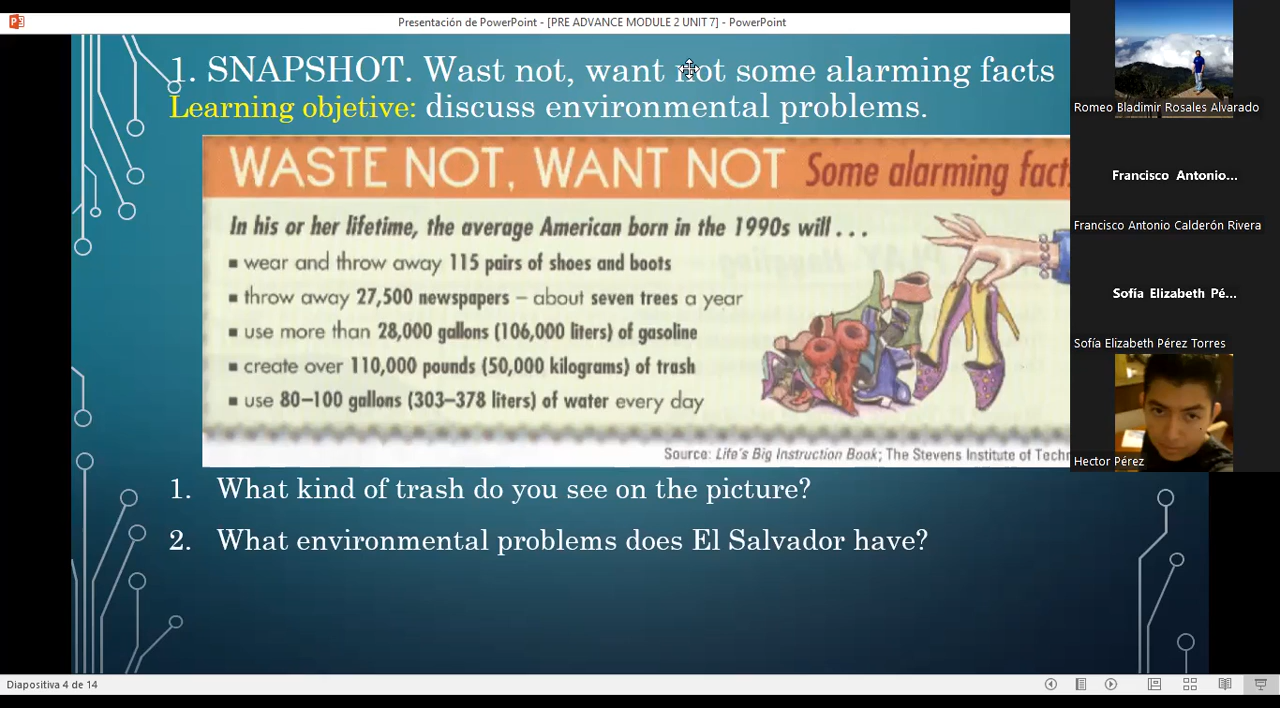 Presentación de PowerPoint - [PRE ADVANCE MODULE 2 UNIT 7] - PowerPoint
1. SNAPSHOT. Wast not, want not some alarming facts
Learning objetive: discuss environmental problems.
WASTE NOT, WANT NOT Some alarming fact
In his or her lifetime, the average American born in the 1990s will . . .
▪ wear and throw away 115 pairs of shoes and boots
▪ throw away 27,500 newspapers – about seven trees a year
▪ use more than 28,000 gallons (106,000 liters) of gasoline
▪ create over 110,000 pounds (50,000 kilograms) of trash
▪ use 80–100 gallons (303–378 liters) of water every day
Source: Life's Big Instruction Book; The Stevens Institute of Techn
1. What kind of trash do you see on the picture?
2. What environmental problems does El Salvador have?
Romeo Bladimir Rosales Alvarado
Francisco Antonio...
Francisco Antonio Calderón Rivera
Sofía Elizabeth Pé...
Sofía Elizabeth Pérez Torres
Hector Pérez
Diapositiva 4 de 14